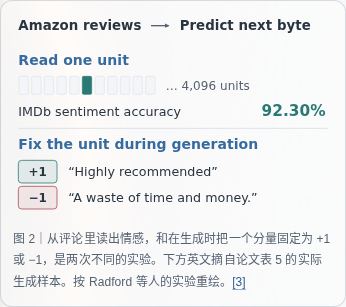 Amazon reviews → Predict next byte
Read one unit
... 4,096 units
IMDb sentiment accuracy 92.30%
Fix the unit during generation
+1 “Highly recommended”
−1 “A waste of time and money.”
图 2｜从评论里读出情感，和在生成时把一个分量固定为 +1
或 −1，是两次不同的实验。下方英文摘自论文表 5 的实际
生成样本。按 Radford 等人的实验重绘。[3]